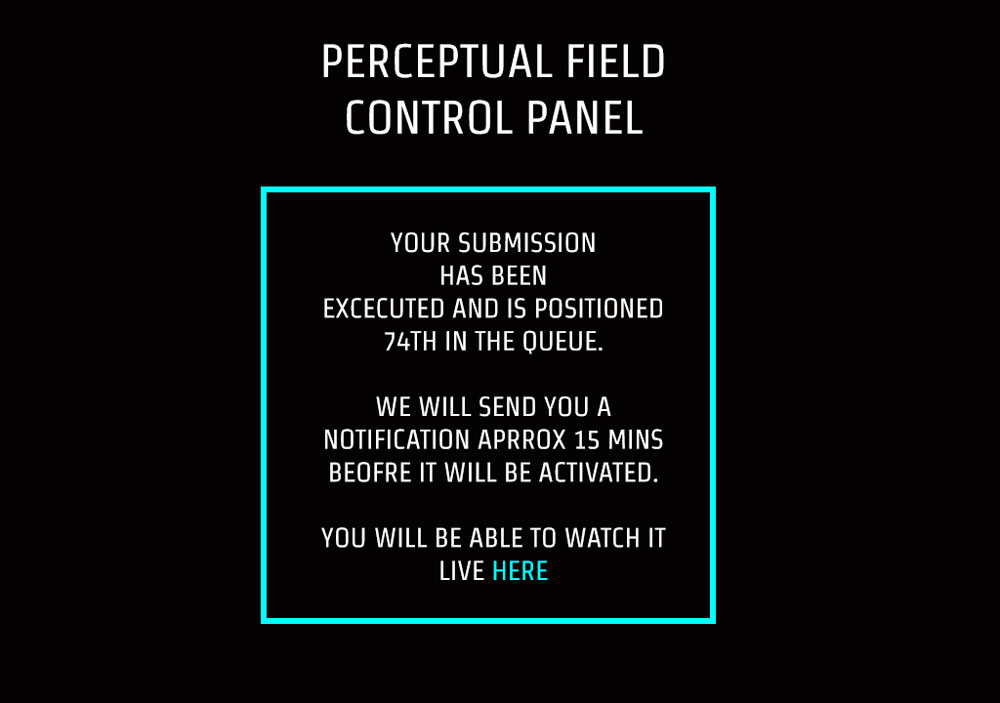 PERCEPTUAL FIELD
CONTROL PANEL
YOUR SUBMISSION
HAS BEEN
EXCECUTED AND IS POSITIONED
74TH IN THE QUEUE.
WE WILL SEND YOU A
NOTIFICATION APRROX 15 MINS
BEOFRE IT WILL BE ACTIVATED.
YOU WILL BE ABLE TO WATCH IT
LIVE HERE